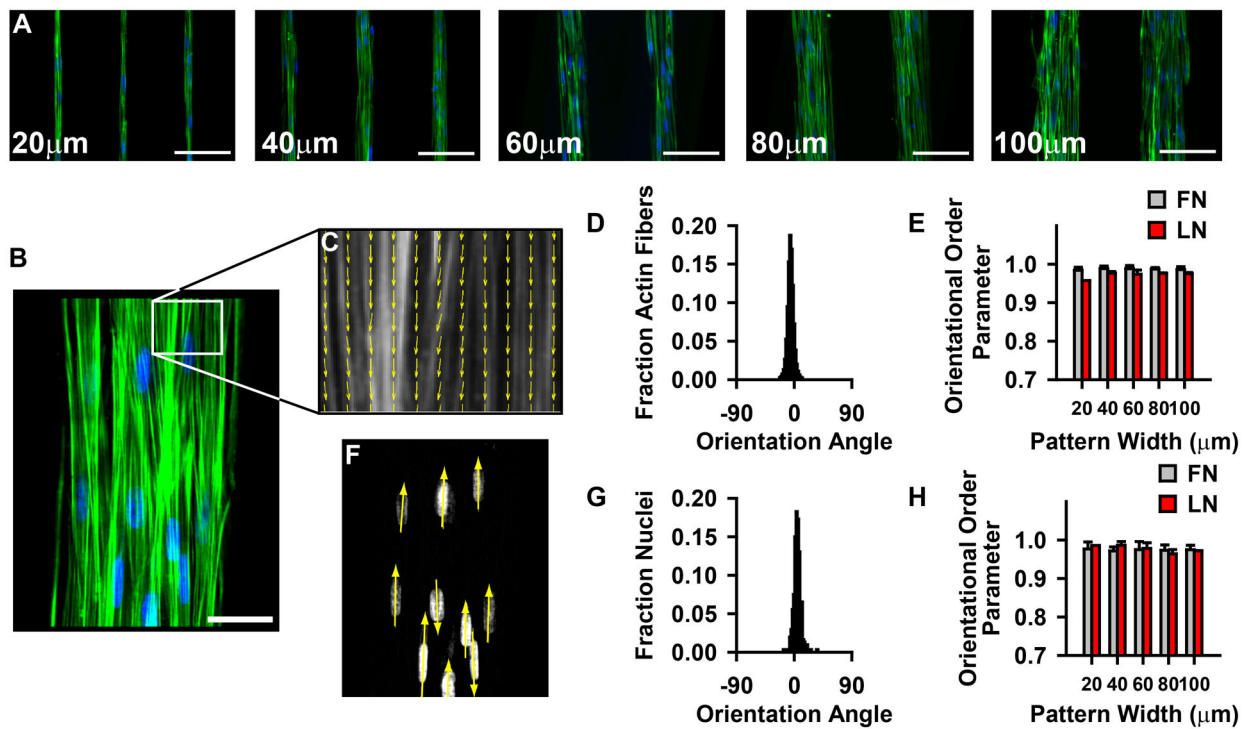 A
20μm
40μm
60μm
80μm
100μm
B
C
D
Fraction Actin Fibers
0.20
0.15
0.10
0.05
0.00
-90 0 90
Orientation Angle
E
FN
LN
Orientational Order
Parameter
1.0
0.9
0.8
0.7
20 40 60 80 100
Pattern Width (μm)
F
G
Fraction Nuclei
0.20
0.15
0.10
0.05
0.00
-90 0 90
Orientation Angle
H
FN
LN
Orientational Order
Parameter
1.0
0.9
0.8
0.7
20 40 60 80 100
Pattern Width (μm)